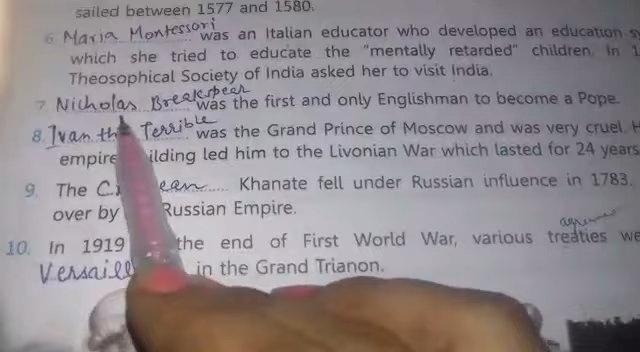 sailed between 1577 and 1580.
6. Maria Montessori was an Italian educator who developed an education
which she tried to educate the "mentally retarded" children. In
Theosophical Society of India asked her to visit India.
7. Nicholas Breakspear was the first and only Englishman to become a Pope.
8. Ivan the Terrible was the Grand Prince of Moscow and was very cruel.
empire ilding led him to the Livonian War which lasted for 24 years
9. The C. ean Khanate fell under Russian influence in 1783.
over by Russian Empire.
10. In 1919 the end of First World War, various treaties we
Versaill in the Grand Trianon.